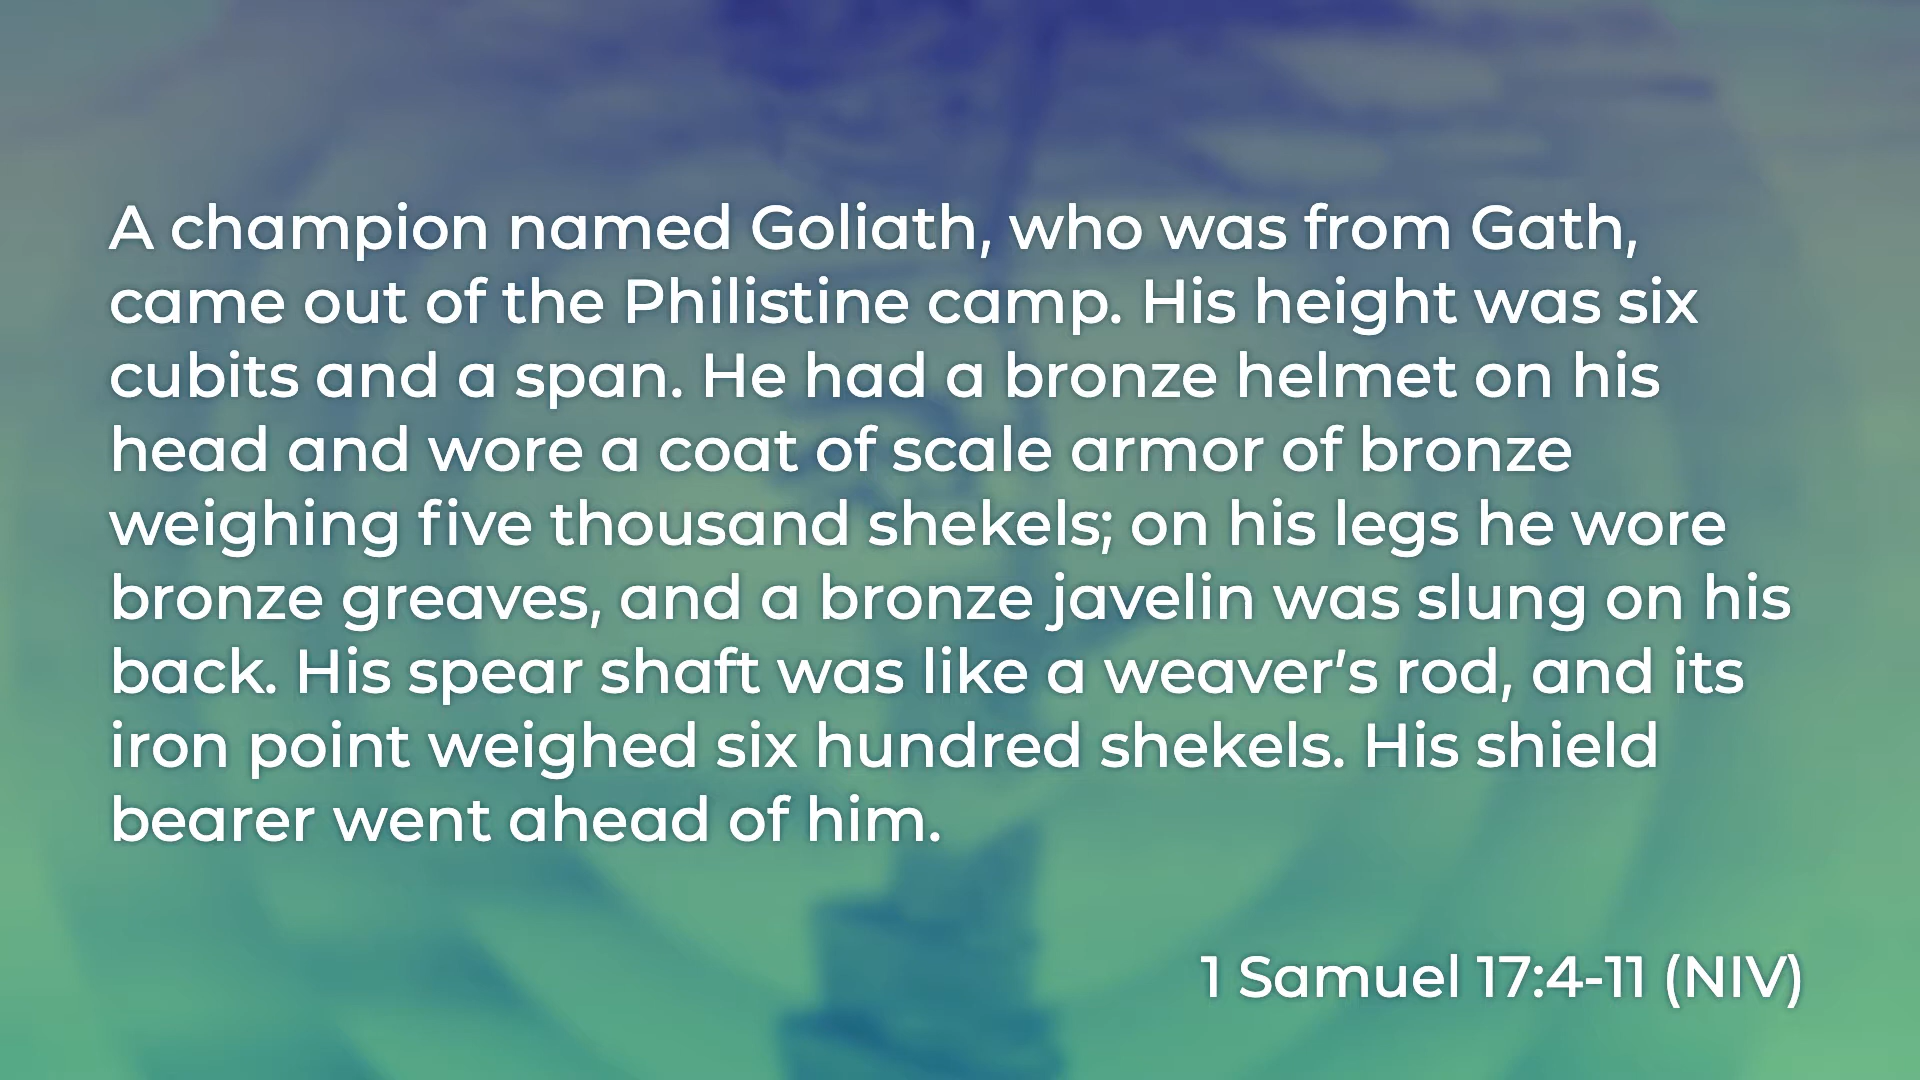 A champion named Goliath, who was from Gath,
came out of the Philistine camp. His height was six
cubits and a span. He had a bronze helmet on his
head and wore a coat of scale armor of bronze
weighing five thousand shekels; on his legs he wore
bronze greaves, and a bronze javelin was slung on his
back. His spear shaft was like a weaver’s rod, and its
iron point weighed six hundred shekels. His shield
bearer went ahead of him.
1 Samuel 17:4-11 (NIV)